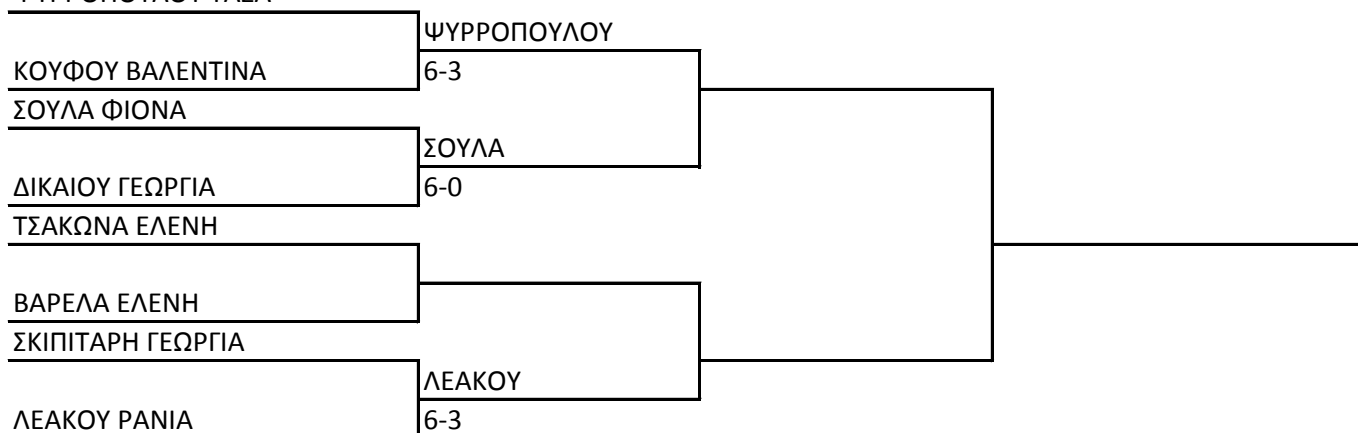 ΨΥΡΡΟΠΟΥΛΟΥ
ΚΟΥΦΟΥ ΒΑΛΕΝΤΙΝΑ
6-3
ΣΟΥΛΑ ΦΙΟΝΑ
ΣΟΥΛΑ
ΔΙΚΑΙΟΥ ΓΕΩΡΓΙΑ
6-0
ΤΣΑΚΩΝΑ ΕΛΕΝΗ
ΒΑΡΕΛΑ ΕΛΕΝΗ
ΣΚΙΠΙΤΑΡΗ ΓΕΩΡΓΙΑ
ΛΕΑΚΟΥ
ΛΕΑΚΟΥ ΡΑΝΙΑ
6-3